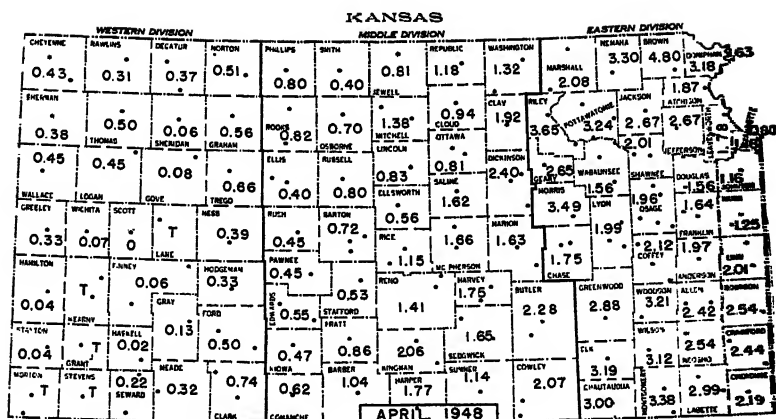 KANSAS
WESTERN DIVISION MIDDLE DIVISION EASTERN DIVISION
CHEYENNE RAWLINS DECATUR NORTON PHILLIPS SMITH REPUBLIC WASHINGTON NEMAHA BROWN DONIPHAN
MARSHALL
0.43 0.31 0.37 0.51 0.80 0.40 0.81 1.18 1.32 2.08 3.30 4.80 3.18
JEWELL 1.87
SHERMAN CLAY RILEY POTTAWATOMIE JACKSON ATCHISON
0.38 0.50 0.06 0.56 0.82 0.70 1.38 0.94 1.92 3.65 3.24 2.67 2.67
THOMAS SHERIDAN GRAHAM ROOKS OSBORNE MITCHELL CLOUD
ELLIS RUSSELL LINCOLN OTTAWA DICKINSON 2.01 JEFFERSON
0.45 0.45 0.08 0.66 0.40 0.80 0.83 0.81 2.40 2.65 WABAUNSEE SHAWNEE DOUGLAS 1.16
WALLACE LOGAN GOVE TREGO ELLSWORTH SALINE GEARY 1.56 1.56
0.56 1.62 MORRIS LYON 1.96 1.64
GREELEY WICHITA SCOTT NESS RUSH BARTON RICE MARION 3.49 1.99 OSAGE FRANKLIN
0.33 0.07 0 T 0.39 0.45 0.72 1.15 1.66 1.63 1.25
LANE PAWNEE MC PHERSON 1.75 2.12 1.97
HAMILTON FINNEY HODGEMAN 0.45 RENO HARVEY CHASE COFFEY ANDERSON 2.01
0.04 T 0.06 0.33 0.53 1.41 1.75 BUTLER GREENWOOD WOODSON ALLEN
KEARNY GRAY FORD EDWARDS 0.55 STAFFORD 2.28 2.88 3.21 2.42 2.54
STANTON HASKELL 0.13 0.50 PRATT 1.65 WILSON 2.54
0.04 T 0.02 0.47 0.86 2.06 SEDGWICK ELK 3.12 NEOSHO 2.44
GRANT MEADE KIOWA BARBER KINGMAN SUMNER COWLEY 3.19
MORTON STEVENS 0.22 0.32 0.74 0.62 1.04 HARPER 1.14 2.07 CHAUTAUQUA MONTGOMERY 2.99
T T SEWARD CLARK COMANCHE 1.77 3.00 3.38 LABETTE 2.19
APRIL 1948